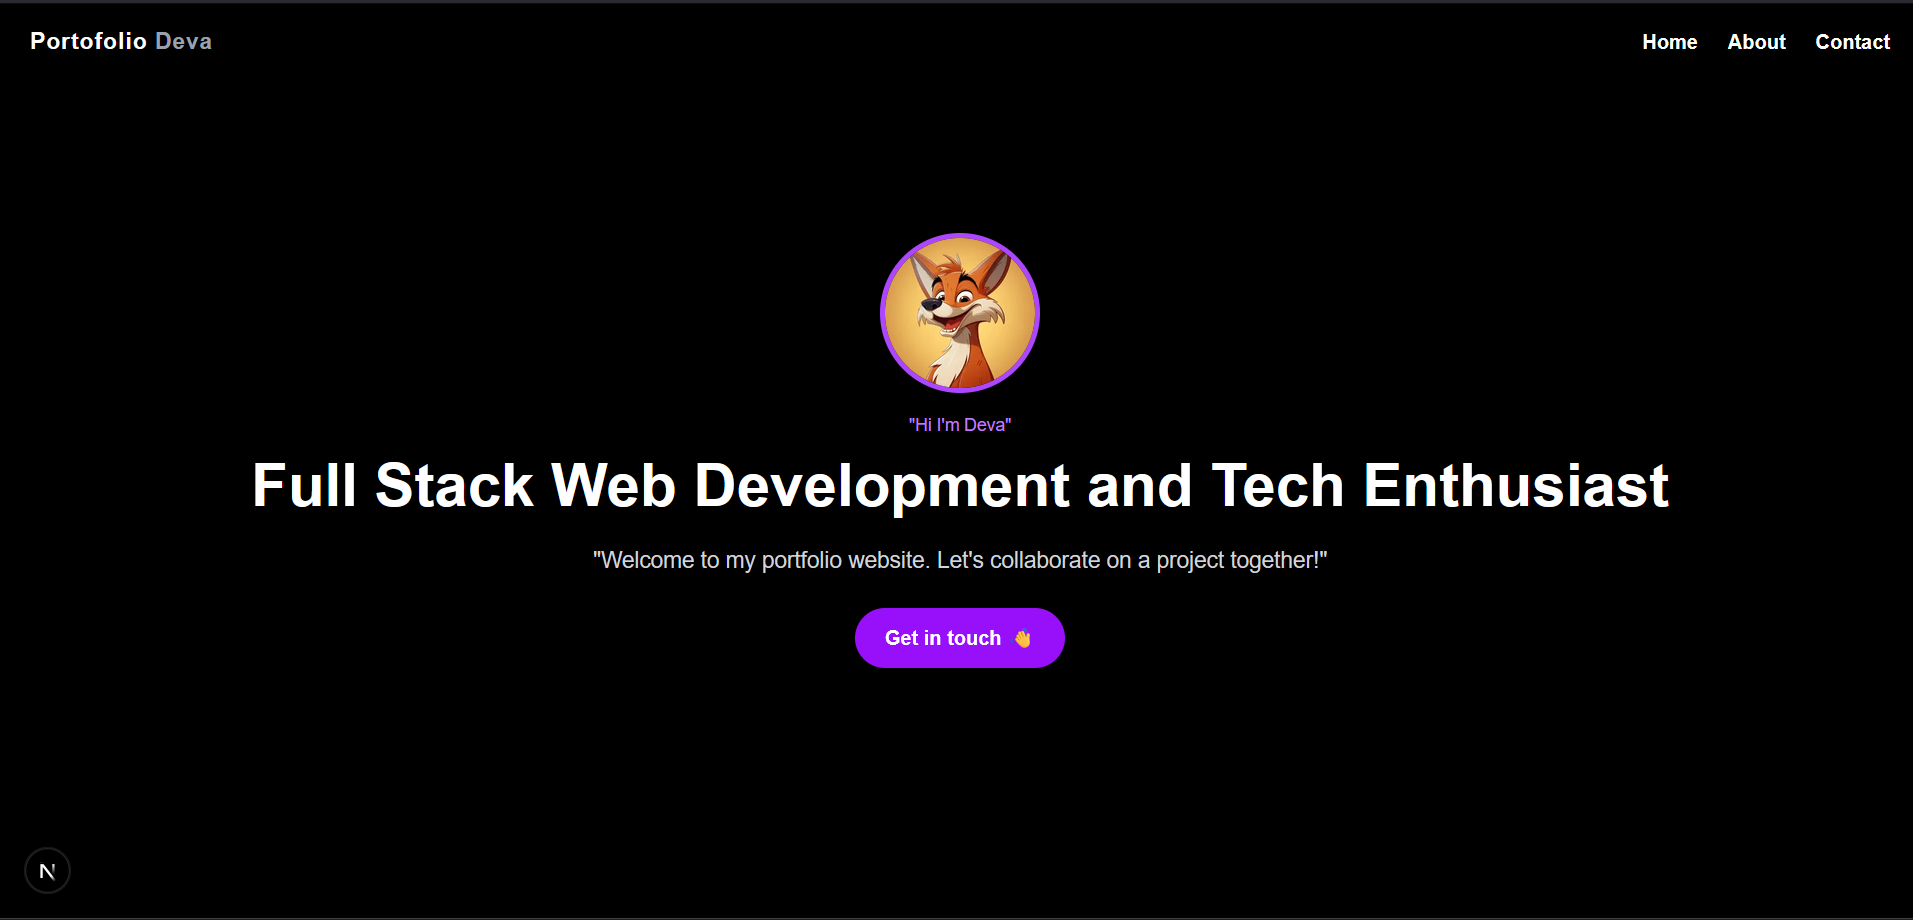 Portofolio Deva
Home About Contact
"Hi I'm Deva"
Full Stack Web Development and Tech Enthusiast
"Welcome to my portfolio website. Let's collaborate on a project together!"
Get in touch 👋
N